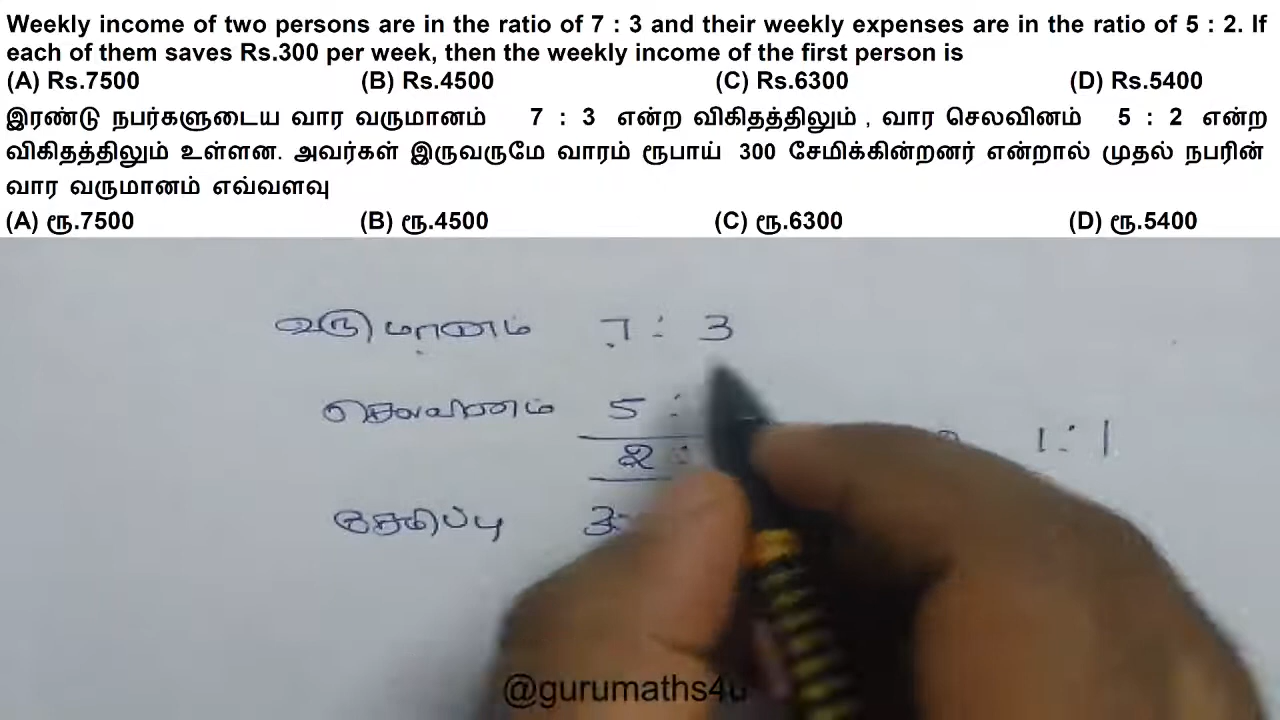 Weekly income of two persons are in the ratio of 7 : 3 and their weekly expenses are in the ratio of 5 : 2. If
each of them saves Rs.300 per week, then the weekly income of the first person is
(A) Rs.7500 (B) Rs.4500 (C) Rs.6300 (D) Rs.5400
இரண்டு நபர்களுடைய வார வருமானம் 7 : 3 என்ற விகிதத்திலும் , வார செலவினம் 5 : 2 என்ற
விகிதத்திலும் உள்ளன. அவர்கள் இருவருமே வாரம் ரூபாய் 300 சேமிக்கின்றனர் என்றால் முதல் நபரின்
வார வருமானம் எவ்வளவு
(A) ரூ.7500 (B) ரூ.4500 (C) ரூ.6300 (D) ரூ.5400
வருமானம் 7 : 3
செலவினம் 5 :
2 : 1 : 1
சேமிப்பு
@gurumaths4u